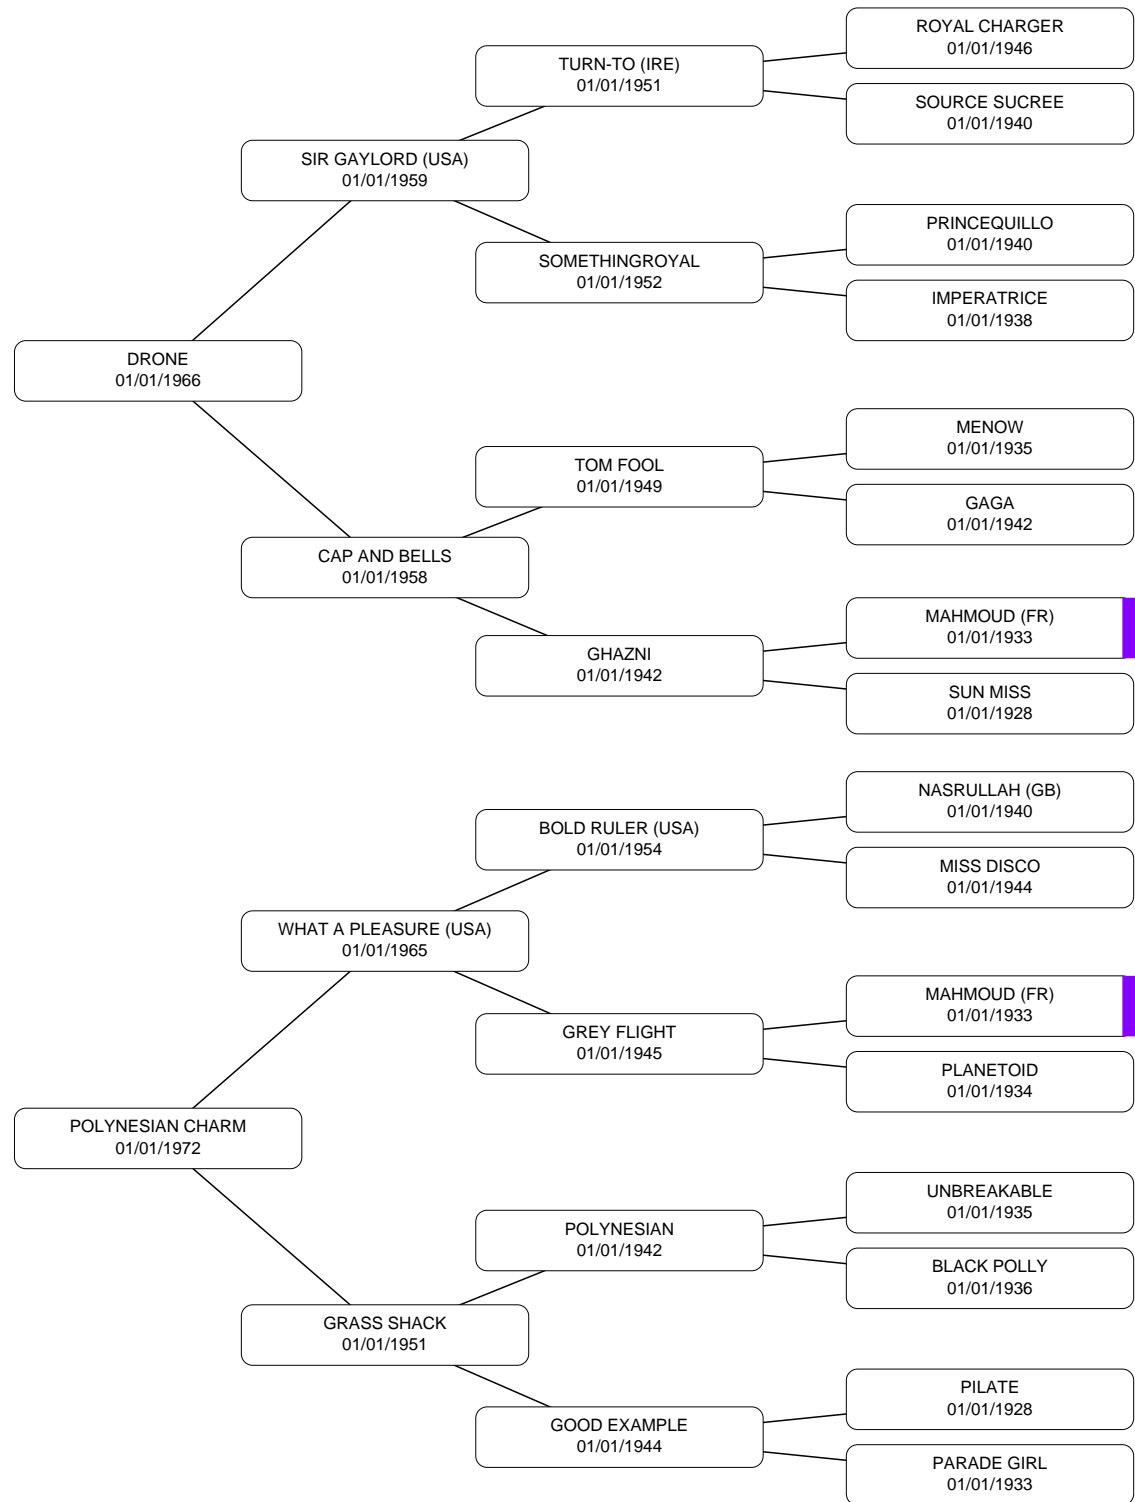 ROYAL CHARGER
01/01/1946
TURN-TO (IRE)
01/01/1951
SOURCE SUCREE
01/01/1940
SIR GAYLORD (USA)
01/01/1959
PRINCEQUILLO
01/01/1940
SOMETHINGROYAL
01/01/1952
IMPERATRICE
01/01/1938
DRONE
01/01/1966
MENOW
01/01/1935
TOM FOOL
01/01/1949
GAGA
01/01/1942
CAP AND BELLS
01/01/1958
MAHMOUD (FR)
01/01/1933
GHAZNI
01/01/1942
SUN MISS
01/01/1928
NASRULLAH (GB)
01/01/1940
BOLD RULER (USA)
01/01/1954
MISS DISCO
01/01/1944
WHAT A PLEASURE (USA)
01/01/1965
MAHMOUD (FR)
01/01/1933
GREY FLIGHT
01/01/1945
PLANETOID
01/01/1934
POLYNESIAN CHARM
01/01/1972
UNBREAKABLE
01/01/1935
POLYNESIAN
01/01/1942
BLACK POLLY
01/01/1936
GRASS SHACK
01/01/1951
PILATE
01/01/1928
GOOD EXAMPLE
01/01/1944
PARADE GIRL
01/01/1933